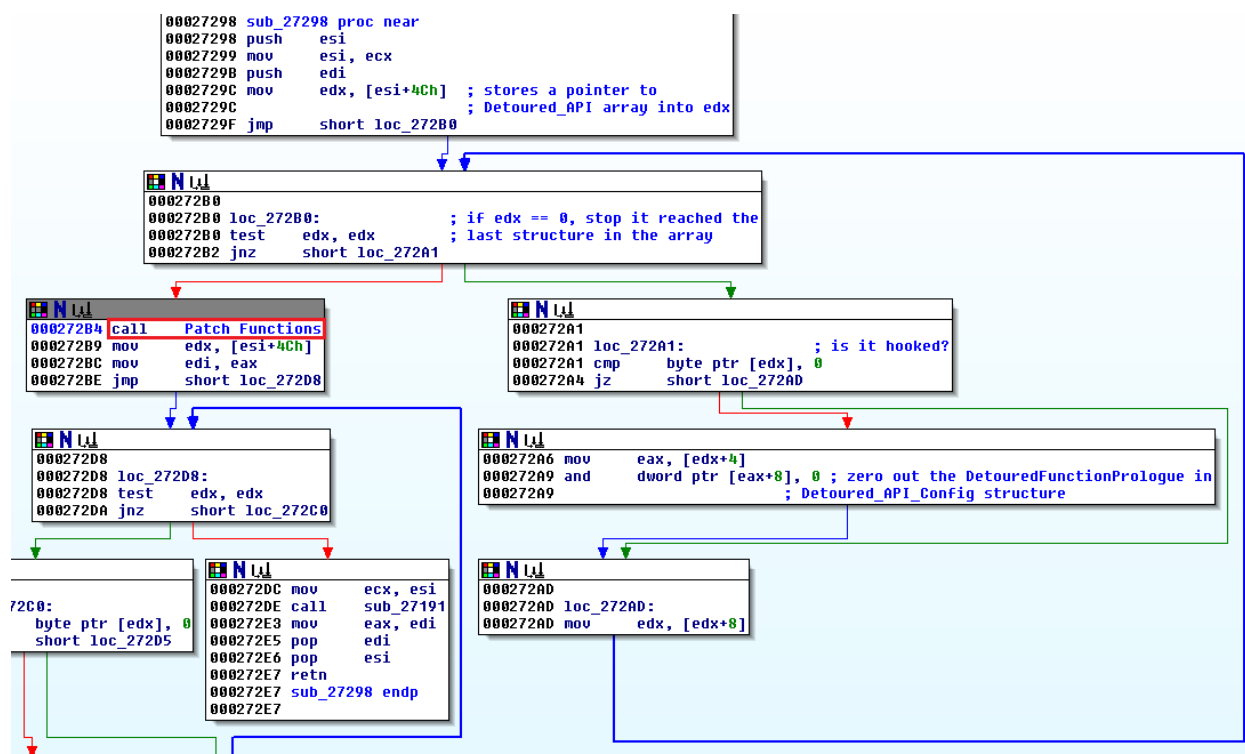 00027298 sub_27298 proc near
00027298 push    esi
00027299 mov     esi, ecx
0002729B push    edi
0002729C mov     edx, [esi+4Ch]  ; stores a pointer to
0002729C                         ; Detoured_API array into edx
0002729F jmp     short loc_272B0
000272B0
000272B0 loc_272B0:              ; if edx == 0, stop it reached the
000272B0 test    edx, edx        ; last structure in the array
000272B2 jnz     short loc_272A1
000272B4 call    Patch Functions
000272B9 mov     edx, [esi+4Ch]
000272BC mov     edi, eax
000272BE jmp     short loc_272D8
000272A1
000272A1 loc_272A1:              ; is it hooked?
000272A1 cmp     byte ptr [edx], 0
000272A4 jz      short loc_272AD
000272D8
000272D8 loc_272D8:
000272D8 test    edx, edx
000272DA jnz     short loc_272C0
000272A6 mov     eax, [edx+4]
000272A9 and     dword ptr [eax+8], 0 ; zero out the DetouredFunctionPrologue in
000272A9                              ; Detoured_API_Config structure
72C0:
byte ptr [edx], 0
short loc_272D5
000272DC mov     ecx, esi
000272DE call    sub_27191
000272E3 mov     eax, edi
000272E5 pop     edi
000272E6 pop     esi
000272E7 retn
000272E7 sub_27298 endp
000272E7
000272AD
000272AD loc_272AD:
000272AD mov     edx, [edx+8]